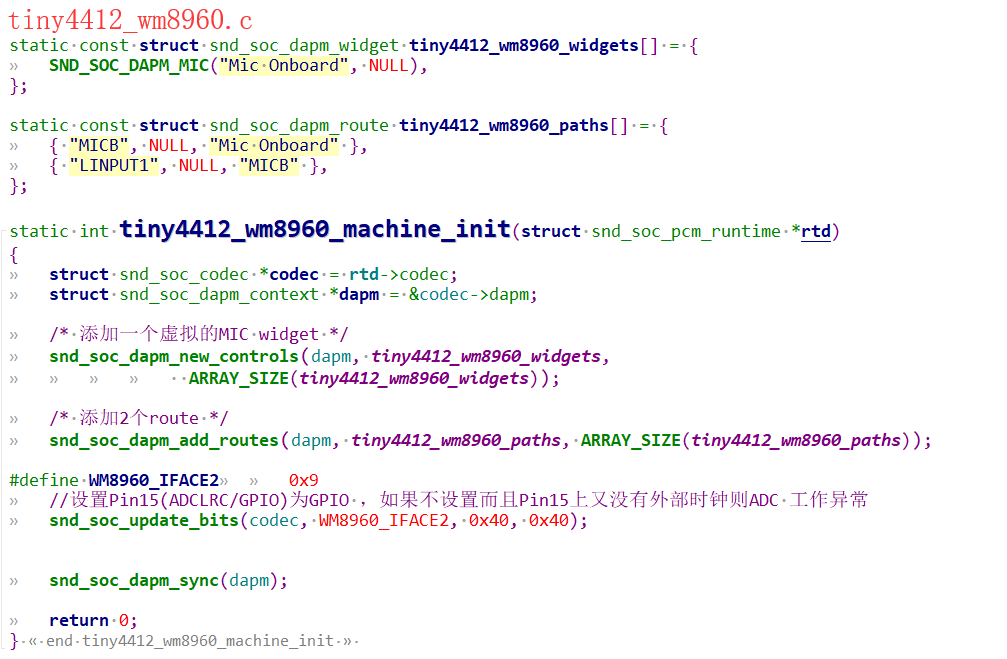 tiny4412_wm8960.c
static const struct snd_soc_dapm_widget tiny4412_wm8960_widgets[] = {
» SND_SOC_DAPM_MIC("Mic Onboard", NULL),
};
static const struct snd_soc_dapm_route tiny4412_wm8960_paths[] = {
» { "MICB", NULL, "Mic Onboard" },
» { "LINPUT1", NULL, "MICB" },
};
static int tiny4412_wm8960_machine_init(struct snd_soc_pcm_runtime *rtd)
{
» struct snd_soc_codec *codec = rtd->codec;
» struct snd_soc_dapm_context *dapm = &codec->dapm;
» /* 添加一个虚拟的MIC widget */
» snd_soc_dapm_new_controls(dapm, tiny4412_wm8960_widgets,
» » » » ARRAY_SIZE(tiny4412_wm8960_widgets));
» /* 添加2个route */
» snd_soc_dapm_add_routes(dapm, tiny4412_wm8960_paths, ARRAY_SIZE(tiny4412_wm8960_paths));
#define WM8960_IFACE2» » 0x9
» //设置Pin15(ADCLRC/GPIO)为GPIO ，如果不设置而且Pin15上又没有外部时钟则ADC 工作异常
» snd_soc_update_bits(codec, WM8960_IFACE2, 0x40, 0x40);
» snd_soc_dapm_sync(dapm);
» return 0;
} « end tiny4412_wm8960_machine_init »